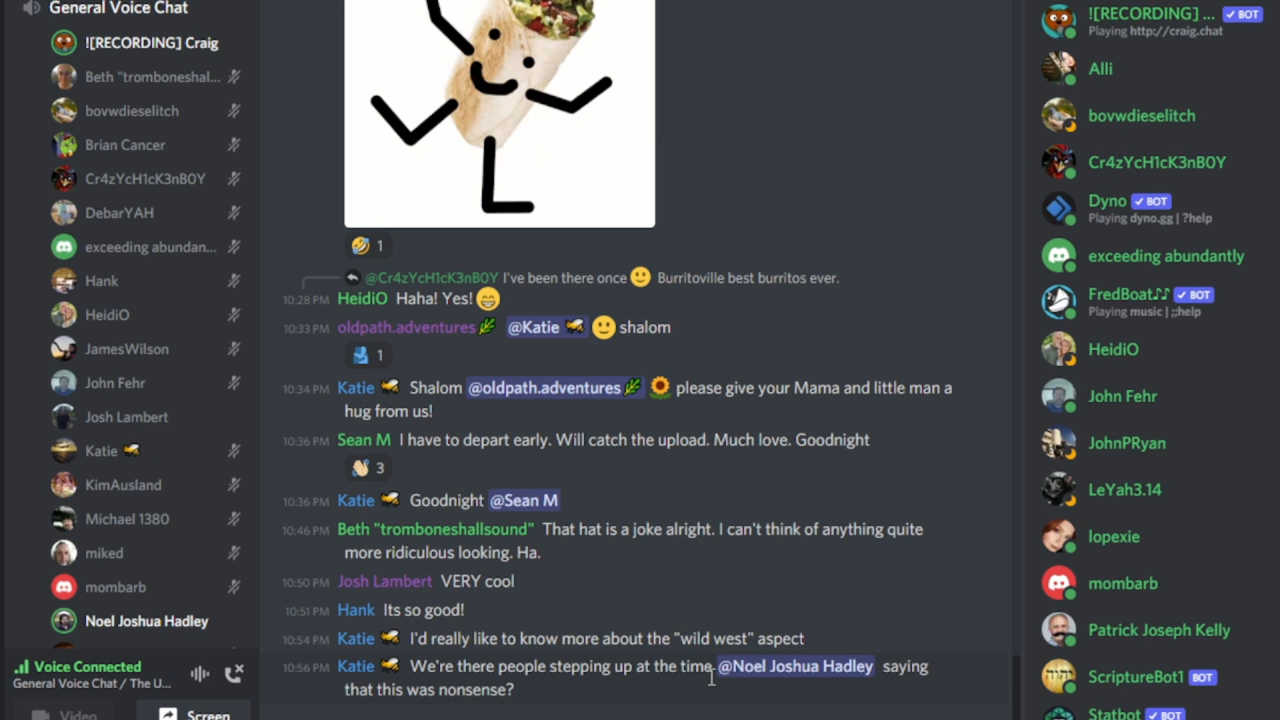 General Voice Chat
![RECORDING] Craig
Beth "tromboneshal...
bovwdieselitch
Brian Cancer
Cr4zYcH1cK3nB0Y
DebarYAH
exceeding abundan...
Hank
HeidiO
JamesWilson
John Fehr
Josh Lambert
Katie
KimAusland
Michael 1380
miked
mombarb
Noel Joshua Hadley
Voice Connected
General Voice Chat / The U...
Video
Screen
1
@Cr4zYcH1cK3nB0Y I've been there once Burritoville best burritos ever.
10:28 PM HeidiO Haha! Yes!
10:33 PM oldpath.adventures @Katie shalom
1
10:34 PM Katie Shalom @oldpath.adventures please give your Mama and little man a
hug from us!
10:36 PM Sean M I have to depart early. Will catch the upload. Much love. Goodnight
3
10:36 PM Katie Goodnight @Sean M
10:46 PM Beth "tromboneshallsound" That hat is a joke alright. I can't think of anything quite
more ridiculous looking. Ha.
10:50 PM Josh Lambert VERY cool
10:51 PM Hank Its so good!
10:54 PM Katie I'd really like to know more about the "wild west" aspect
10:56 PM Katie We're there people stepping up at the time @Noel Joshua Hadley saying
that this was nonsense?
![RECORDING] ... BOT
Playing http://craig.chat
Alli
bovwdieselitch
Cr4zYcH1cK3nB0Y
Dyno BOT
Playing dyno.gg | ?help
exceeding abundantly
FredBoat♪♪ BOT
Playing music | ;;help
HeidiO
John Fehr
JohnPRyan
LeYah3.14
lopexie
mombarb
Patrick Joseph Kelly
ScriptureBot1 BOT
Statbot BOT